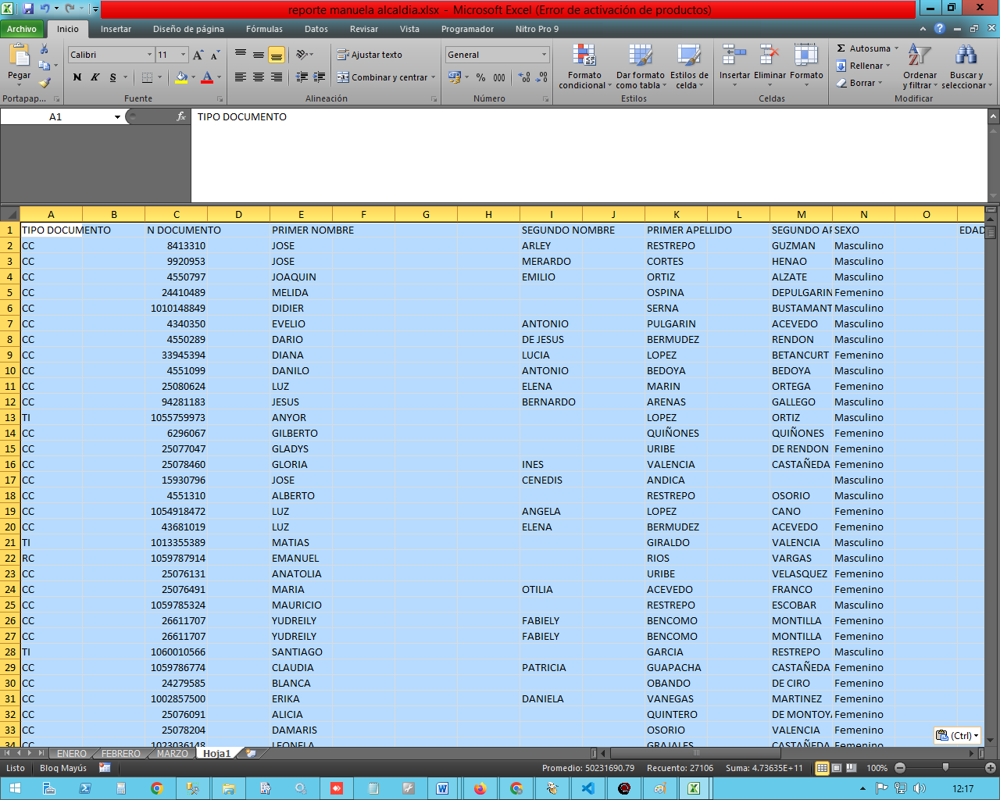 reporte manuela alcaldia.xlsx - Microsoft Excel (Error de activación de productos)
Archivo Inicio Insertar Diseño de página Fórmulas Datos Revisar Vista Programador Nitro Pro 9
Pegar
Portapap...
Calibri 11
N K S
Fuente
Ajustar texto
Combinar y centrar
Alineación
General
% 000
Número
Formato condicional
Dar formato como tabla
Estilos de celda
Estilos
Insertar Eliminar Formato
Celdas
Autosuma
Rellenar
Borrar
Ordenar y filtrar
Buscar y seleccionar
Modificar
A1 fx TIPO DOCUMENTO
A B C D E F G H I J K L M N O
1 TIPO DOCUMENTO N DOCUMENTO PRIMER NOMBRE SEGUNDO NOMBRE PRIMER APELLIDO SEGUNDO AP SEXO EDAD
2 CC 8413310 JOSE ARLEY RESTREPO GUZMAN Masculino
3 CC 9920953 JOSE MERARDO CORTES HENAO Masculino
4 CC 4550797 JOAQUIN EMILIO ORTIZ ALZATE Masculino
5 CC 24410489 MELIDA OSPINA DEPULGARIN Femenino
6 CC 1010148849 DIDIER SERNA BUSTAMANT Masculino
7 CC 4340350 EVELIO ANTONIO PULGARIN ACEVEDO Masculino
8 CC 4550289 DARIO DE JESUS BERMUDEZ RENDON Masculino
9 CC 33945394 DIANA LUCIA LOPEZ BETANCURT Femenino
10 CC 4551099 DANILO ANTONIO BEDOYA BEDOYA Masculino
11 CC 25080624 LUZ ELENA MARIN ORTEGA Femenino
12 CC 94281183 JESUS BERNARDO ARENAS GALLEGO Masculino
13 TI 1055759973 ANYOR LOPEZ ORTIZ Masculino
14 CC 6296067 GILBERTO QUIÑONES QUIÑONES Femenino
15 CC 25077047 GLADYS URIBE DE RENDON Femenino
16 CC 25078460 GLORIA INES VALENCIA CASTAÑEDA Femenino
17 CC 15930796 JOSE CENEDIS ANDICA Masculino
18 CC 4551310 ALBERTO RESTREPO OSORIO Masculino
19 CC 1054918472 LUZ ANGELA LOPEZ CANO Femenino
20 CC 43681019 LUZ ELENA BERMUDEZ ACEVEDO Femenino
21 TI 1013355389 MATIAS GIRALDO VALENCIA Masculino
22 RC 1059787914 EMANUEL RIOS VARGAS Masculino
23 CC 25076131 ANATOLIA URIBE VELASQUEZ Femenino
24 CC 25076491 MARIA OTILIA ACEVEDO FRANCO Femenino
25 CC 1059785324 MAURICIO RESTREPO ESCOBAR Masculino
26 CC 26611707 YUDREILY FABIELY BENCOMO MONTILLA Femenino
27 CC 26611707 YUDREILY FABIELY BENCOMO MONTILLA Femenino
28 TI 1060010566 SANTIAGO GARCIA RESTREPO Masculino
29 CC 1059786774 CLAUDIA PATRICIA GUAPACHA CASTAÑEDA Femenino
30 CC 24279585 BLANCA OBANDO DE CIRO Femenino
31 CC 1002857500 ERIKA DANIELA VANEGAS MARTINEZ Femenino
32 CC 25076091 ALICIA QUINTERO DE MONTOY Femenino
33 CC 25078204 DAMARIS OSORIO VALENCIA Femenino
34 CC 1023036148 LEONELA GRAJALES CASTAÑEDA Femenino
(Ctrl)
ENERO FEBRERO MARZO Hoja1
Listo Bloq Mayús Promedio: 50231690.79 Recuento: 27106 Suma: 4.73635E+11 100%
12:17